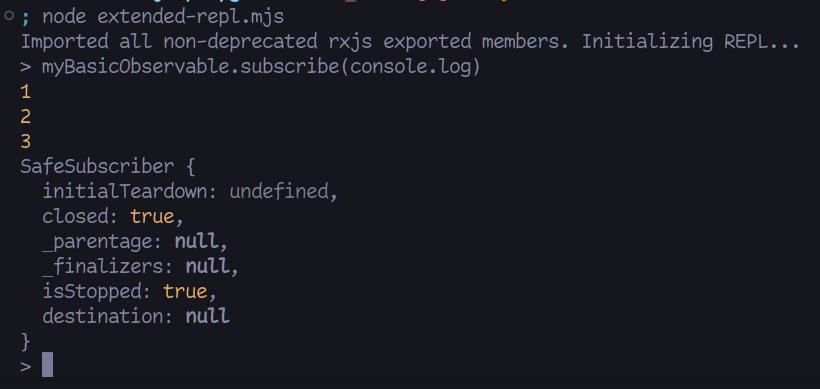 ; node extended-repl.mjs
Imported all non-deprecated rxjs exported members. Initializing REPL...
> myBasicObservable.subscribe(console.log)
1
2
3
SafeSubscriber {
  initialTeardown: undefined,
  closed: true,
  _parentage: null,
  _finalizers: null,
  isStopped: true,
  destination: null
}
>